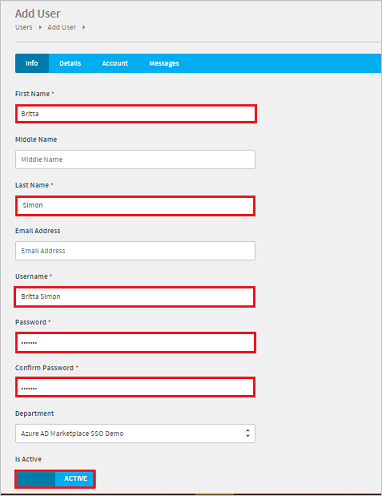 Add User
Users ▸ Add User ▸
Info Details Account Messages
First Name *
Britta
Middle Name
Middle Name
Last Name *
Simon
Email Address
Email Address
Username *
Britta Simon
Password *
•••••••
Confirm Password *
•••••••
Department
Azure AD Marketplace SSO Demo
Is Active
ACTIVE